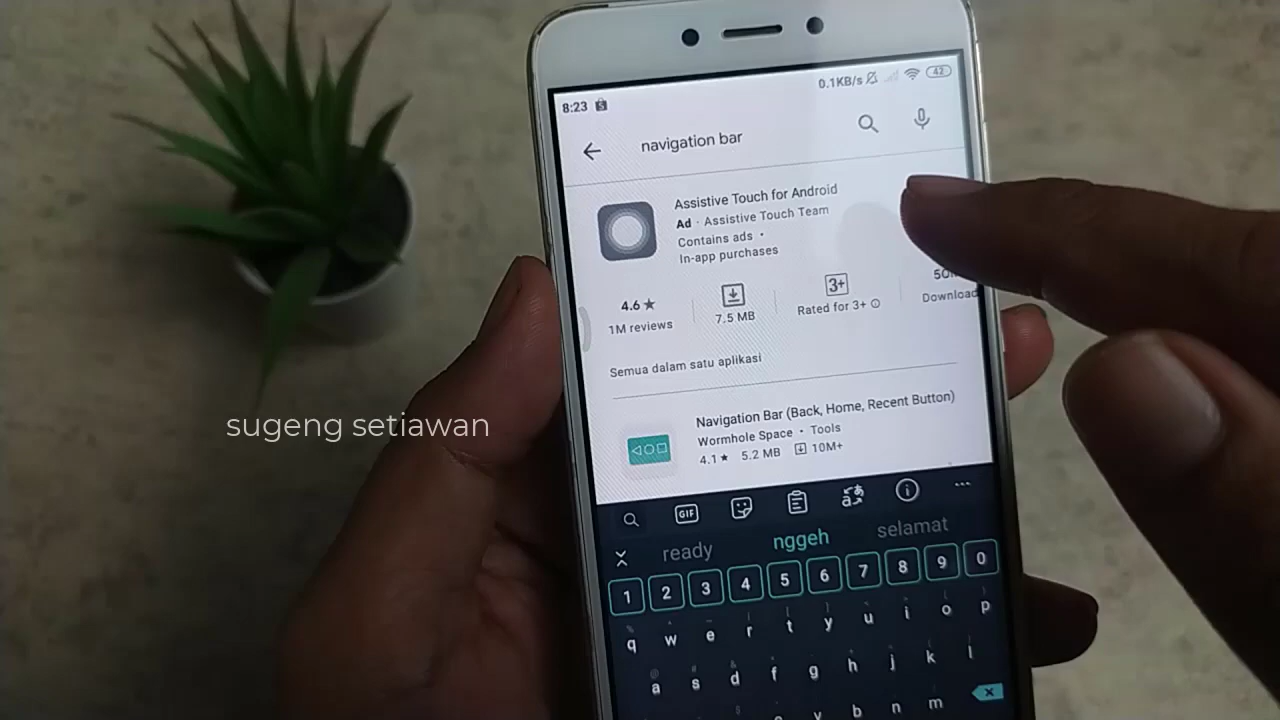 0.1KB/s 42
8:23
navigation bar
Assistive Touch for Android
Ad · Assistive Touch Team
Contains ads •
In-app purchases
4.6 ★
1M reviews
7.5 MB
3+
Rated for 3+
Semua dalam satu aplikasi
Navigation Bar (Back, Home, Recent Button)
Wormhole Space • Tools
4.1 ★ 5.2 MB 10M+
sugeng setiawan
GIF
ready nggeh selamat
1 2 3 4 5 6 7 8 9 0
q w e r t y u i o p
a s d f g h j k l
v b n m